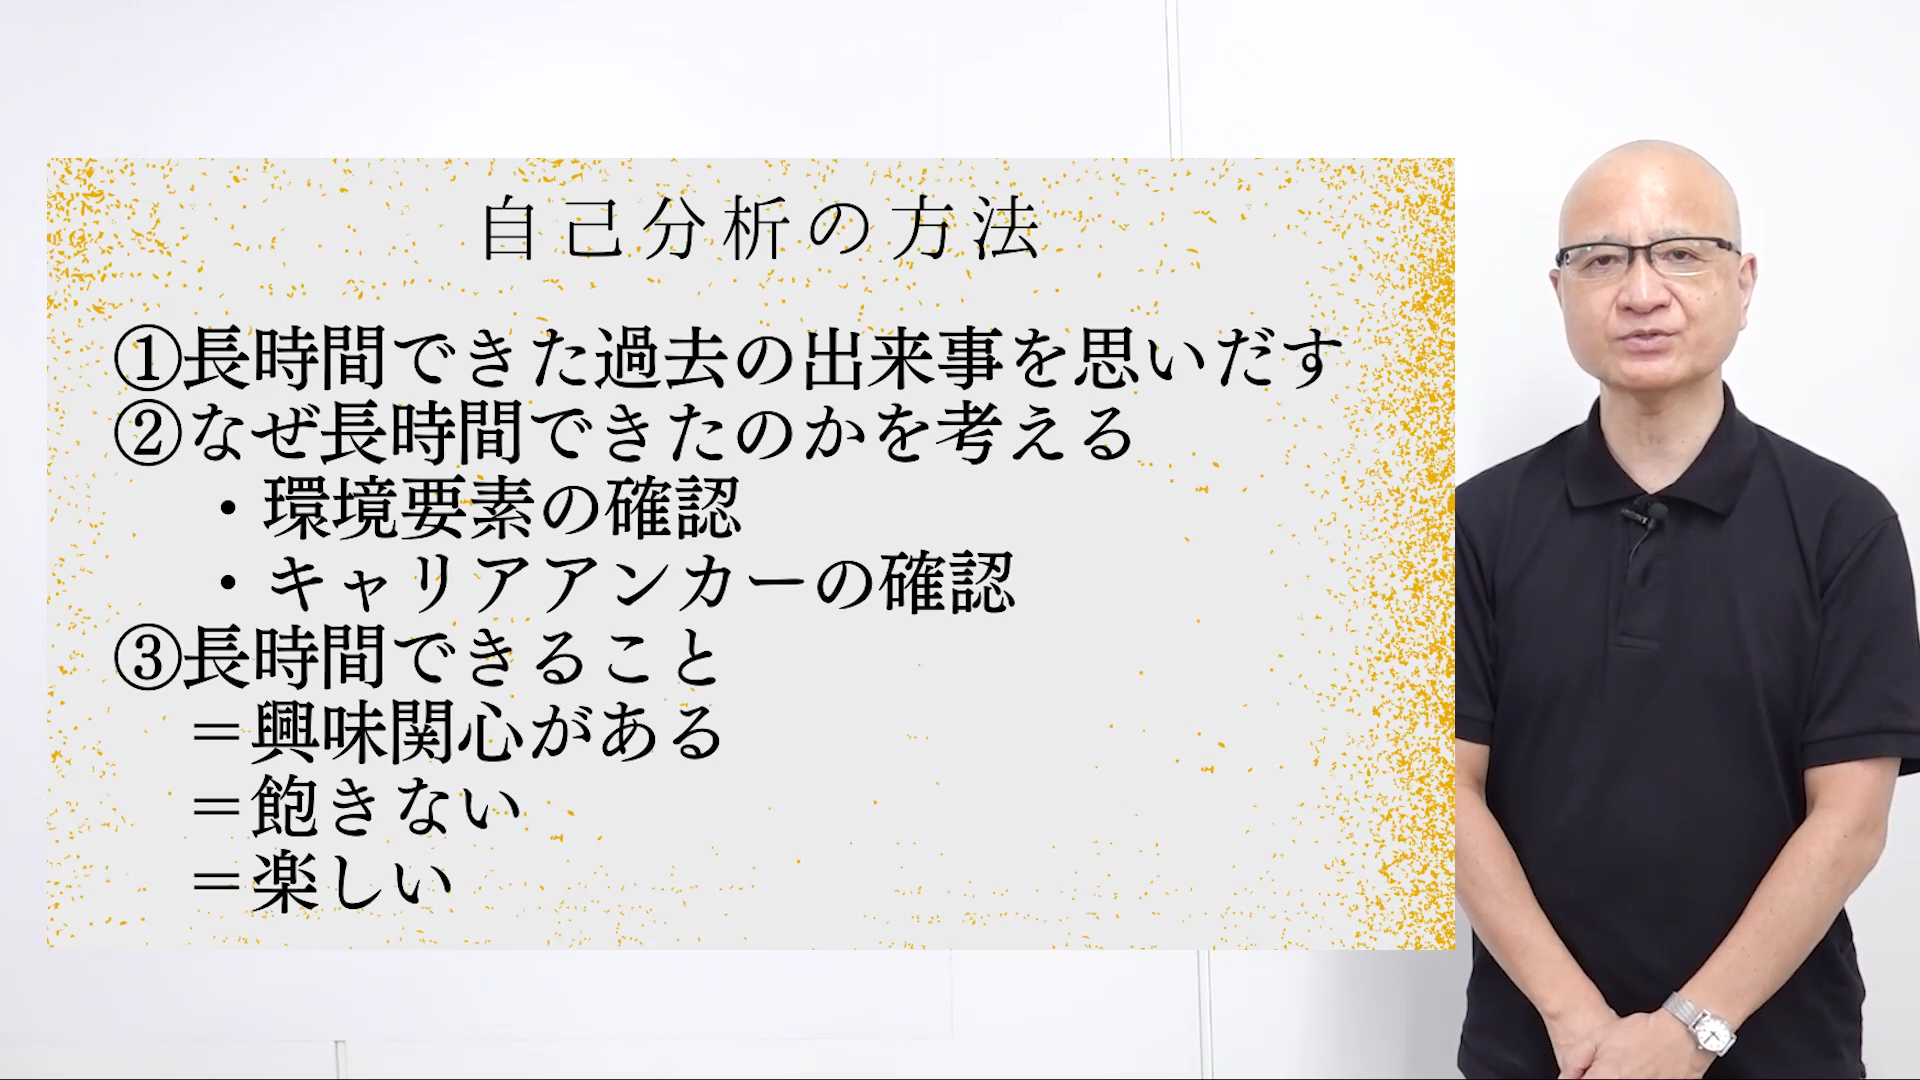 自己分析の方法
①長時間できた過去の出来事を思いだす
②なぜ長時間できたのかを考える
・環境要素の確認
・キャリアアンカーの確認
③長時間できること
＝興味関心がある
＝飽きない
＝楽しい